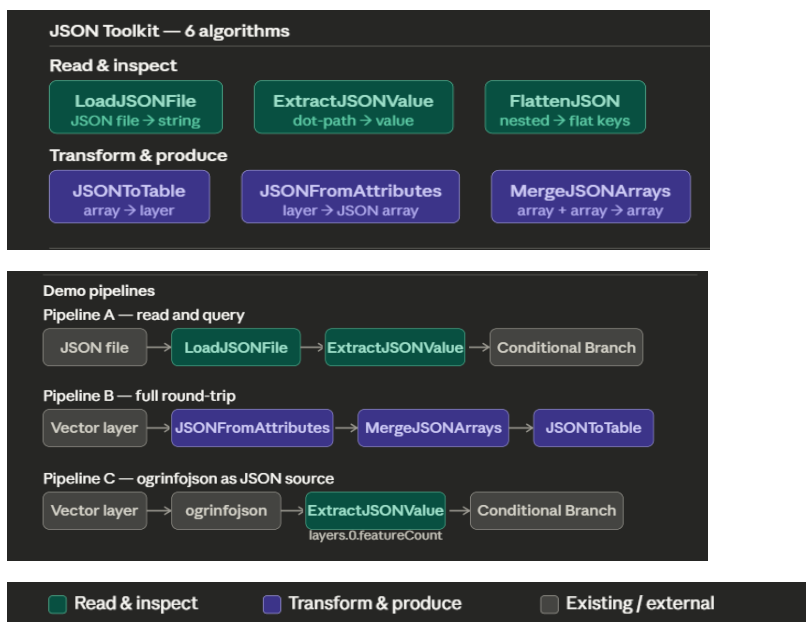 JSON Toolkit — 6 algorithms
Read & inspect
LoadJSONFile
JSON file → string
ExtractJSONValue
dot-path → value
FlattenJSON
nested → flat keys
Transform & produce
JSONToTable
array → layer
JSONFromAttributes
layer → JSON array
MergeJSONArrays
array + array → array
Demo pipelines
Pipeline A — read and query
JSON file → LoadJSONFile → ExtractJSONValue → Conditional Branch
Pipeline B — full round-trip
Vector layer → JSONFromAttributes → MergeJSONArrays → JSONToTable
Pipeline C — ogrinfojson as JSON source
Vector layer → ogrinfojson → ExtractJSONValue → Conditional Branch
layers.0.featureCount
Read & inspect Transform & produce Existing / external